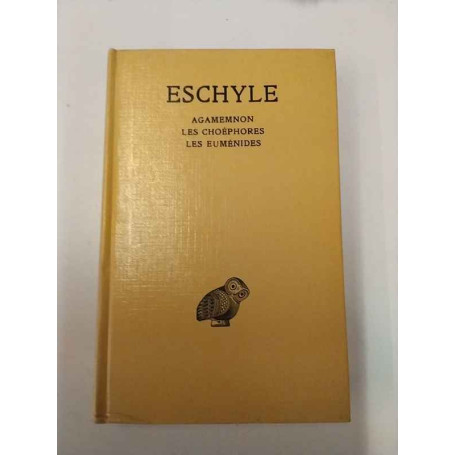 ESCHYLE
AGAMEMNON
LES CHOÉPHORES
LES EUMÉNIDES